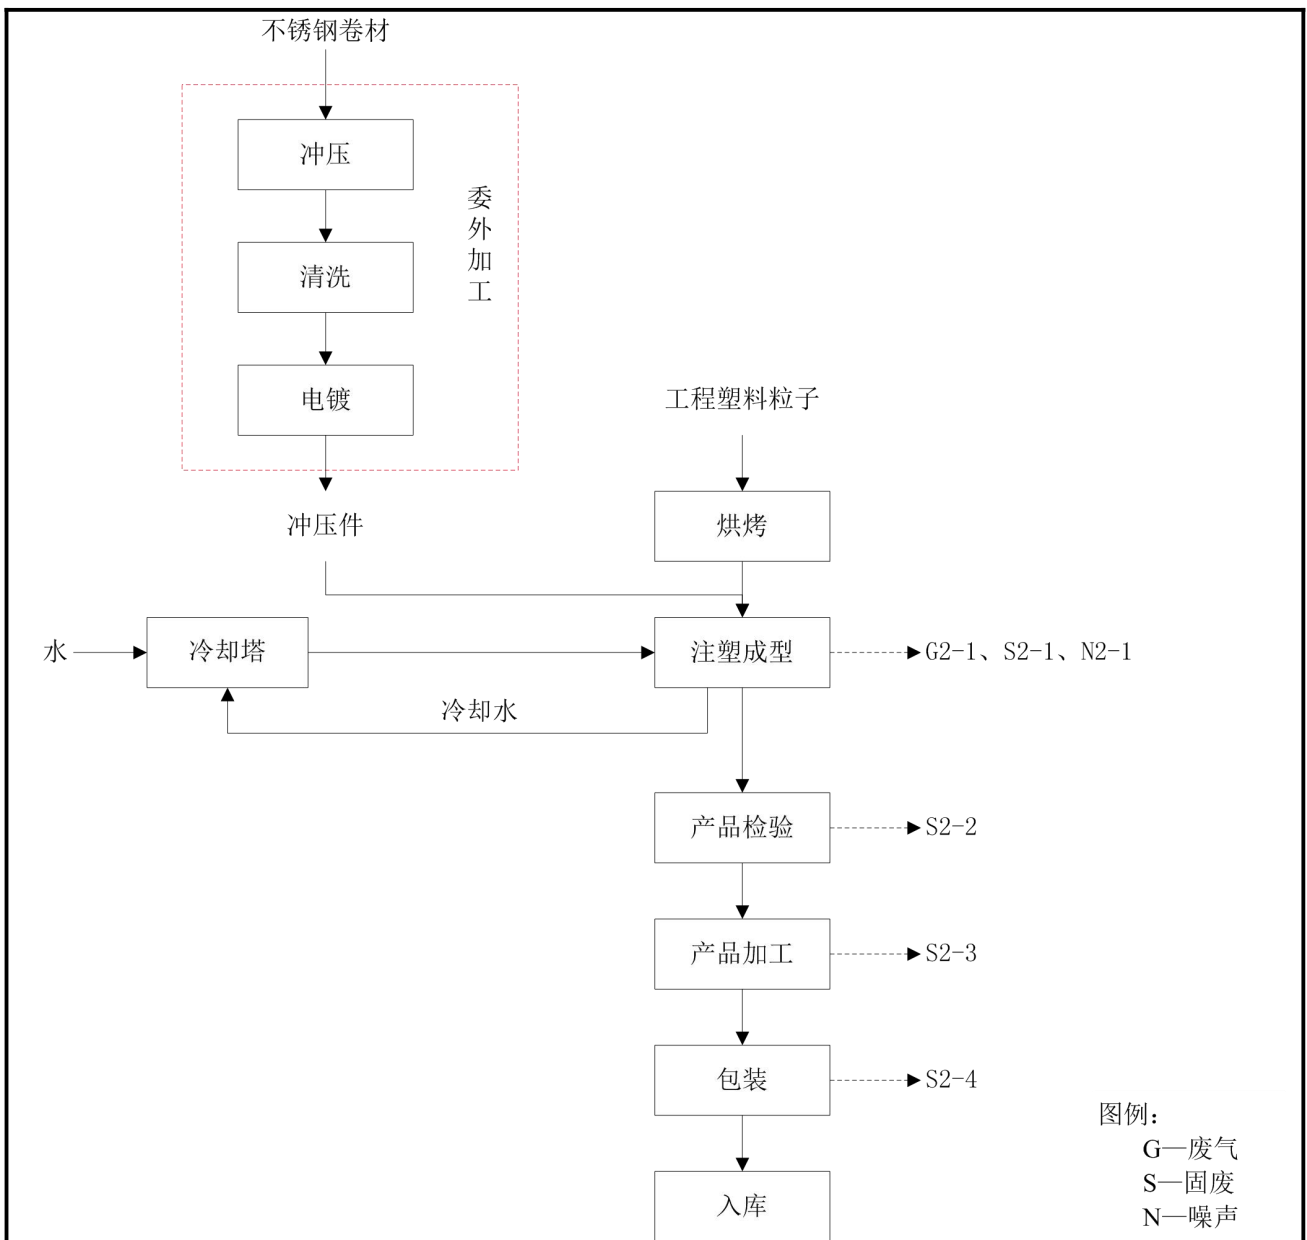 不锈钢卷材
冲压
委外加工
清洗
电镀
工程塑料粒子
冲压件
烘烤
水
冷却塔
注塑成型
G2-1、S2-1、N2-1
冷却水
产品检验
S2-2
产品加工
S2-3
包装
S2-4
图例：
G—废气
S—固废
N—噪声
入库